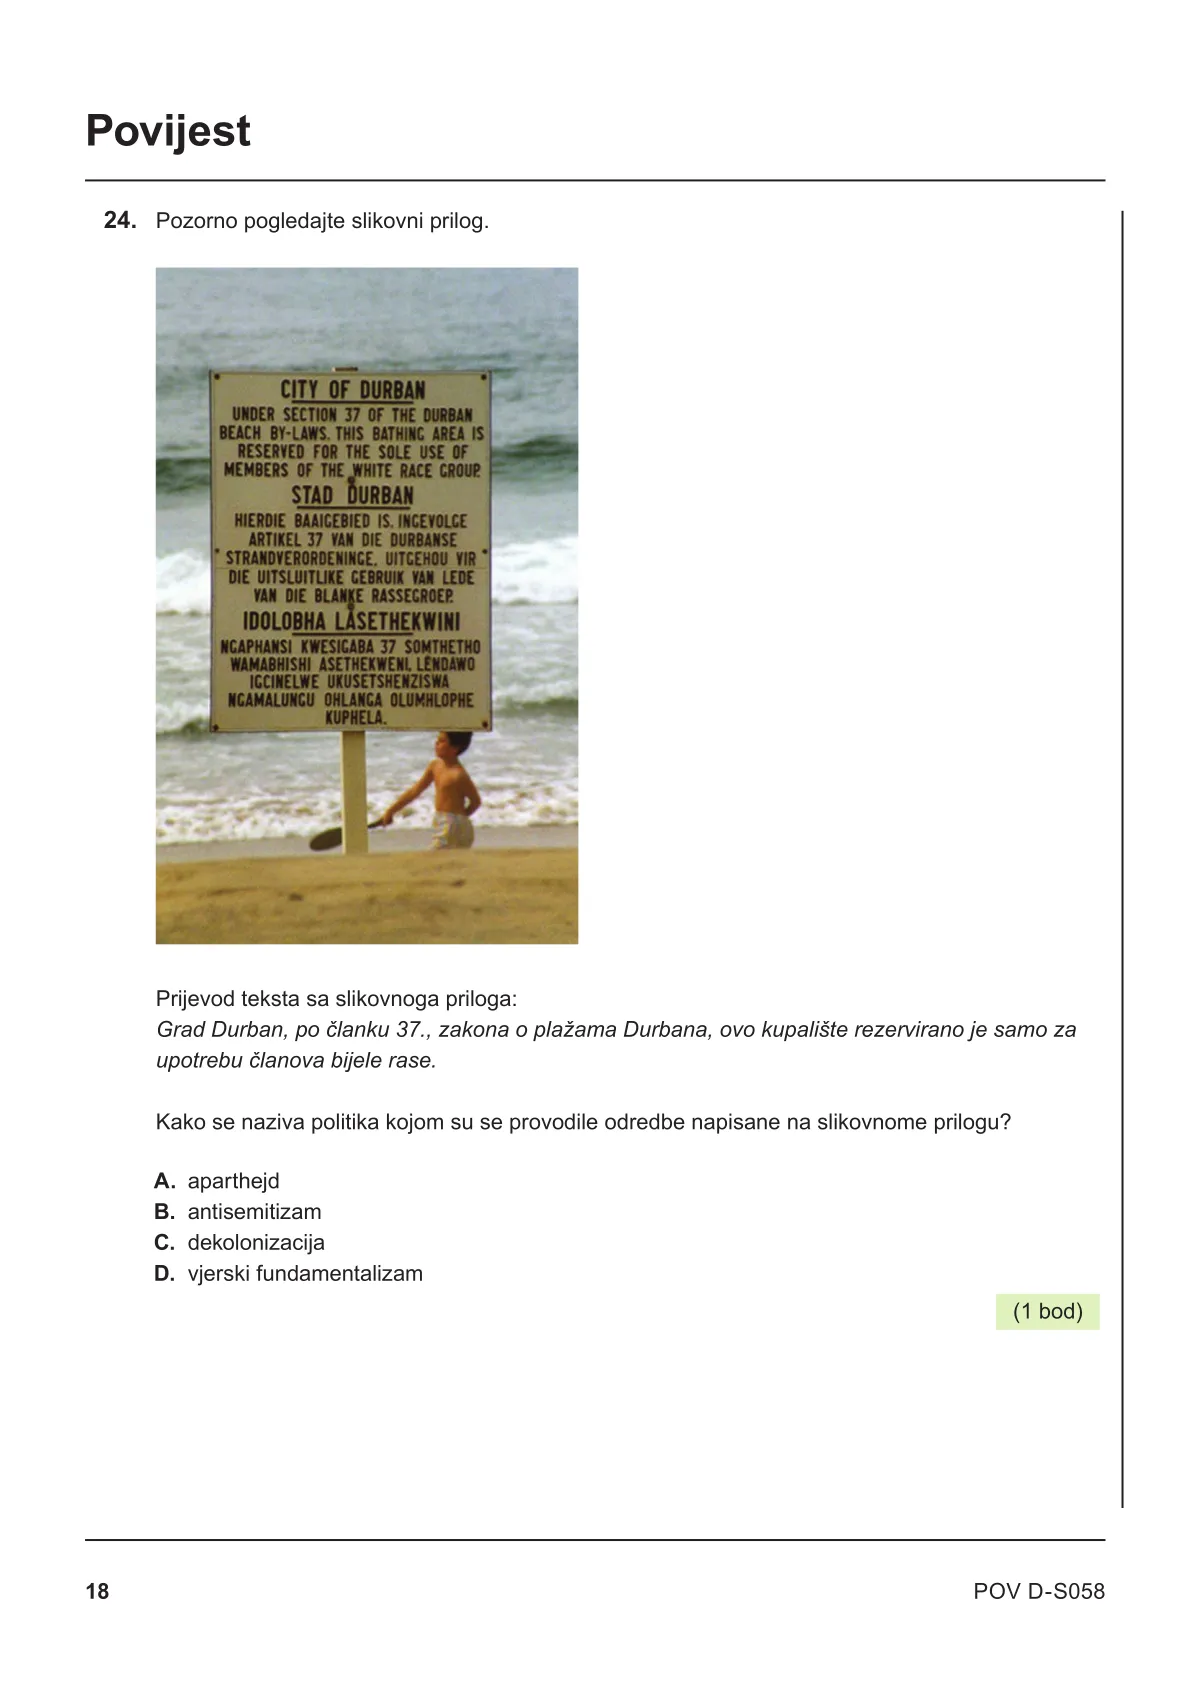 Povijest
24. Pozorno pogledajte slikovni prilog.
CITY OF DURBAN
UNDER SECTION 37 OF THE DURBAN
BEACH BY-LAWS. THIS BATHING AREA IS
RESERVED FOR THE SOLE USE OF
MEMBERS OF THE WHITE RACE GROUP.
STAD DURBAN
HIERDIE BAAIGEBIED IS, INGEVOLGE
ARTIKEL 37 VAN DIE DURBANSE
STRANDVERORDENINGE, UITGEHOU VIR
DIE UITSLUITLIKE GEBRUIK VAN LEDE
VAN DIE BLANKE RASSEGROEP.
IDOLOBHA LASETHEKWINI
NGAPHANSI KWESIGABA 37 SOMTHETHO
WAMABHISHI ASETHEKWENI, LENDAWO
IGCINELWE UKUSETSHENZISWA
NGAMALUNGU OHLANGA OLUMHLOPHE
KUPHELA.
Prijevod teksta sa slikovnoga priloga:
Grad Durban, po članku 37., zakona o plažama Durbana, ovo kupalište rezervirano je samo za
upotrebu članova bijele rase.
Kako se naziva politika kojom su se provodile odredbe napisane na slikovnome prilogu?
A. aparthejd
B. antisemitizam
C. dekolonizacija
D. vjerski fundamentalizam
(1 bod)
18
POV D-S058